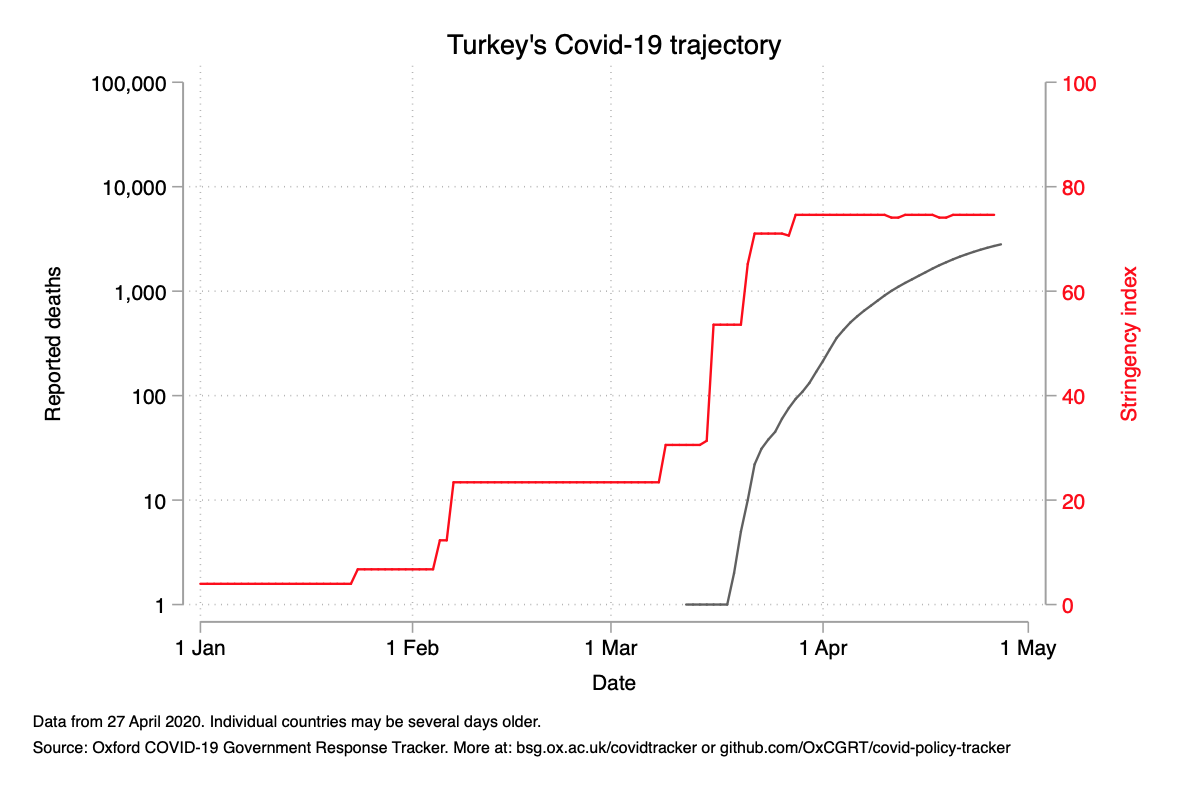 Turkey's Covid-19 trajectory
100,000
10,000
1,000
100
10
1
Reported deaths
100
80
60
40
20
0
Stringency index
1 Jan
1 Feb
1 Mar
1 Apr
1 May
Date
Data from 27 April 2020. Individual countries may be several days older.
Source: Oxford COVID-19 Government Response Tracker. More at: bsg.ox.ac.uk/covidtracker or github.com/OxCGRT/covid-policy-tracker